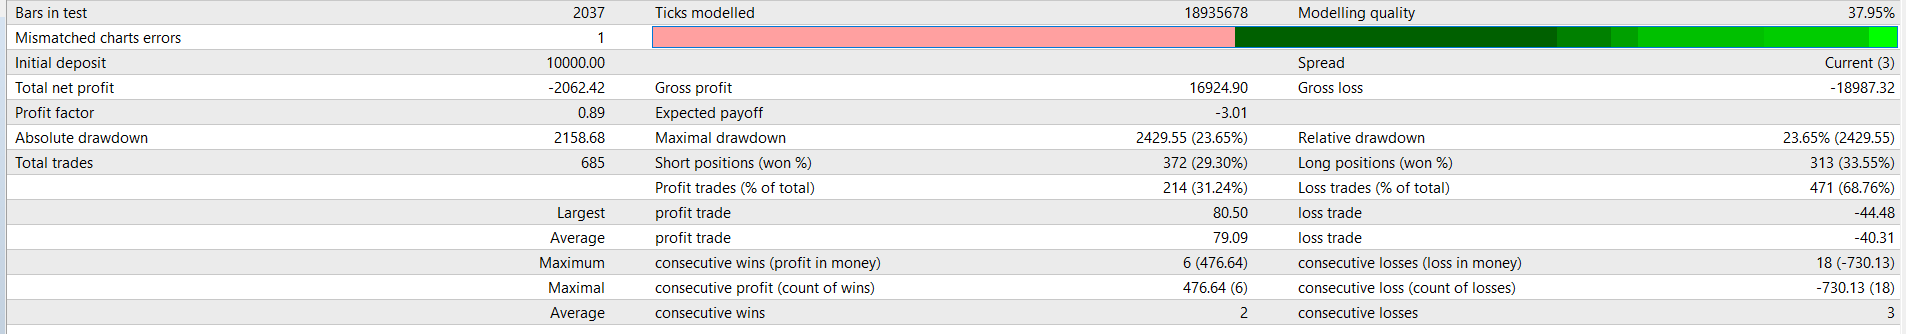 Bars in test 2037 Ticks modelled 18935678 Modelling quality 37.95%
Mismatched charts errors 1
Initial deposit 10000.00 Spread Current (3)
Total net profit -2062.42 Gross profit 16924.90 Gross loss -18987.32
Profit factor 0.89 Expected payoff -3.01
Absolute drawdown 2158.68 Maximal drawdown 2429.55 (23.65%) Relative drawdown 23.65% (2429.55)
Total trades 685 Short positions (won %) 372 (29.30%) Long positions (won %) 313 (33.55%)
Profit trades (% of total) 214 (31.24%) Loss trades (% of total) 471 (68.76%)
Largest profit trade 80.50 loss trade -44.48
Average profit trade 79.09 loss trade -40.31
Maximum consecutive wins (profit in money) 6 (476.64) consecutive losses (loss in money) 18 (-730.13)
Maximal consecutive profit (count of wins) 476.64 (6) consecutive loss (count of losses) -730.13 (18)
Average consecutive wins 2 consecutive losses 3